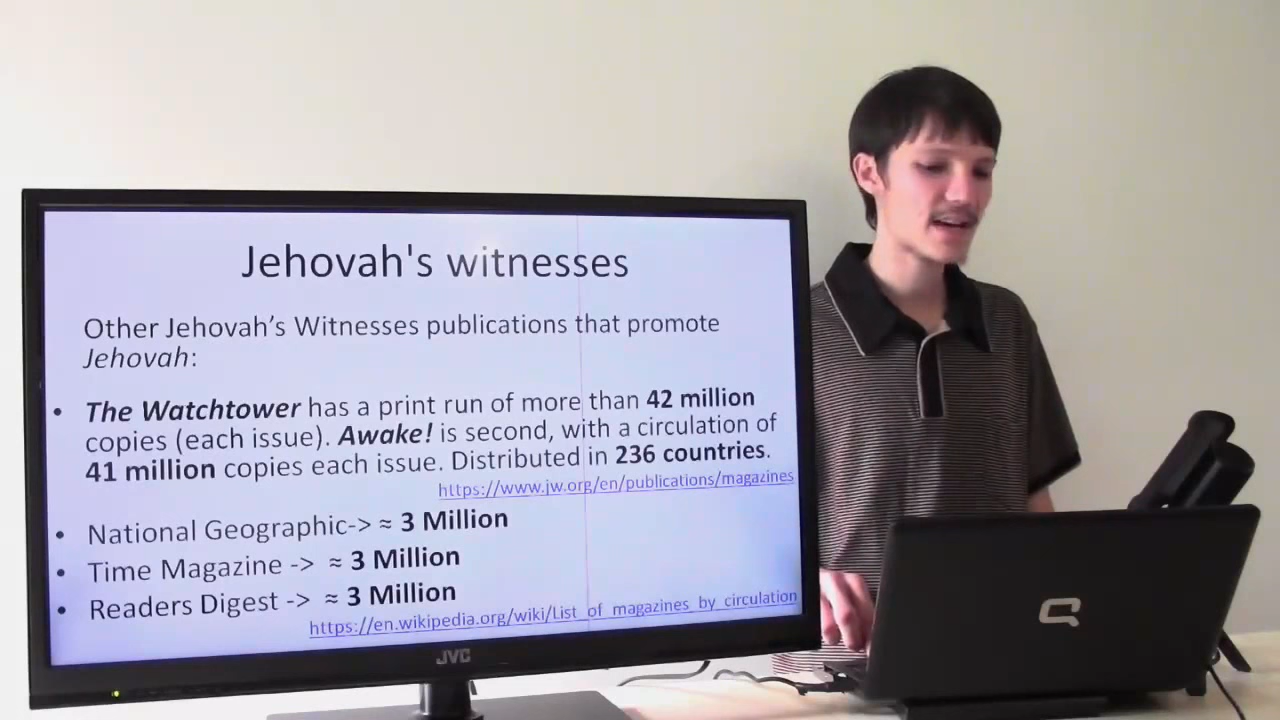 Jehovah's witnesses
Other Jehovah's Witnesses publications that promote
Jehovah:
• The Watchtower has a print run of more than 42 million
copies (each issue). Awake! is second, with a circulation of
41 million copies each issue. Distributed in 236 countries.
https://www.jw.org/en/publications/magazines
• National Geographic-> ≈ 3 Million
• Time Magazine -> ≈ 3 Million
• Readers Digest -> ≈ 3 Million
https://en.wikipedia.org/wiki/List_of_magazines_by_circulation
JVC